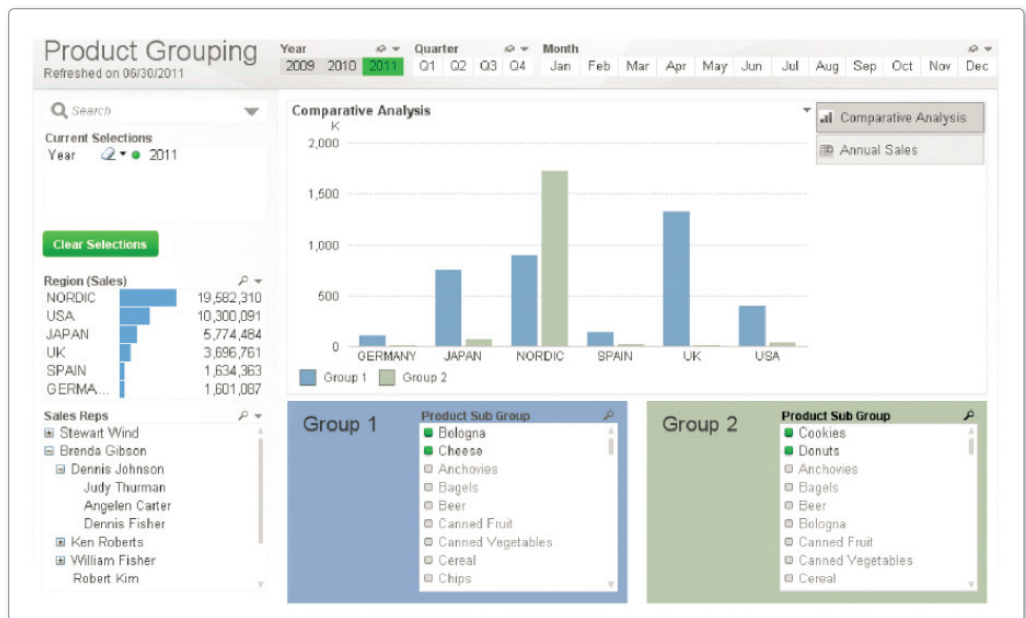 Product Grouping
Refreshed on 06/30/2011
Year
2009 2010 2011
Quarter
Q1 Q2 Q3 Q4
Month
Jan Feb Mar Apr May Jun Jul Aug Sep Oct Nov Dec
Search
Current Selections
Year 2011
Clear Selections
Region (Sales)
NORDIC 19,582,310
USA 10,300,091
JAPAN 5,774,484
UK 3,696,761
SPAIN 1,634,363
GERMA... 1,601,087
Sales Reps
Stewart Wind
Brenda Gibson
Dennis Johnson
Judy Thurman
Angelen Carter
Dennis Fisher
Ken Roberts
William Fisher
Robert Kim
Comparative Analysis
K
2,000
1,500
1,000
500
0
GERMANY JAPAN NORDIC SPAIN UK USA
Group 1 Group 2
Comparative Analysis
Annual Sales
Group 1
Product Sub Group
Bologna
Cheese
Anchovies
Bagels
Beer
Canned Fruit
Canned Vegetables
Cereal
Chips
Group 2
Product Sub Group
Cookies
Donuts
Anchovies
Bagels
Beer
Bologna
Canned Fruit
Canned Vegetables
Cereal